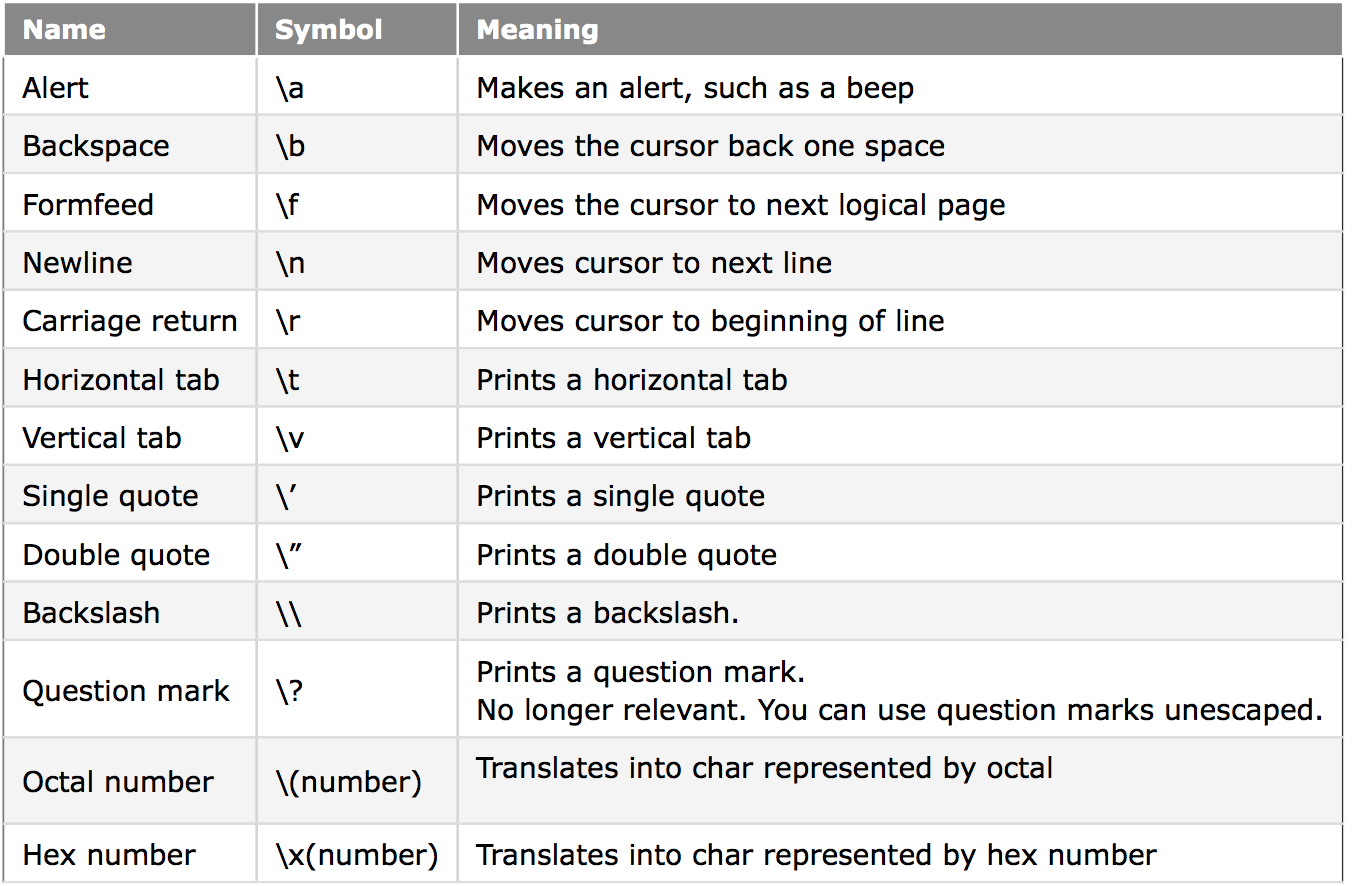 Name Symbol Meaning
Alert \a Makes an alert, such as a beep
Backspace \b Moves the cursor back one space
Formfeed \f Moves the cursor to next logical page
Newline \n Moves cursor to next line
Carriage return \r Moves cursor to beginning of line
Horizontal tab \t Prints a horizontal tab
Vertical tab \v Prints a vertical tab
Single quote \’ Prints a single quote
Double quote \” Prints a double quote
Backslash \\ Prints a backslash.
Question mark \? Prints a question mark.
No longer relevant. You can use question marks unescaped.
Octal number \(number) Translates into char represented by octal
Hex number \x(number) Translates into char represented by hex number